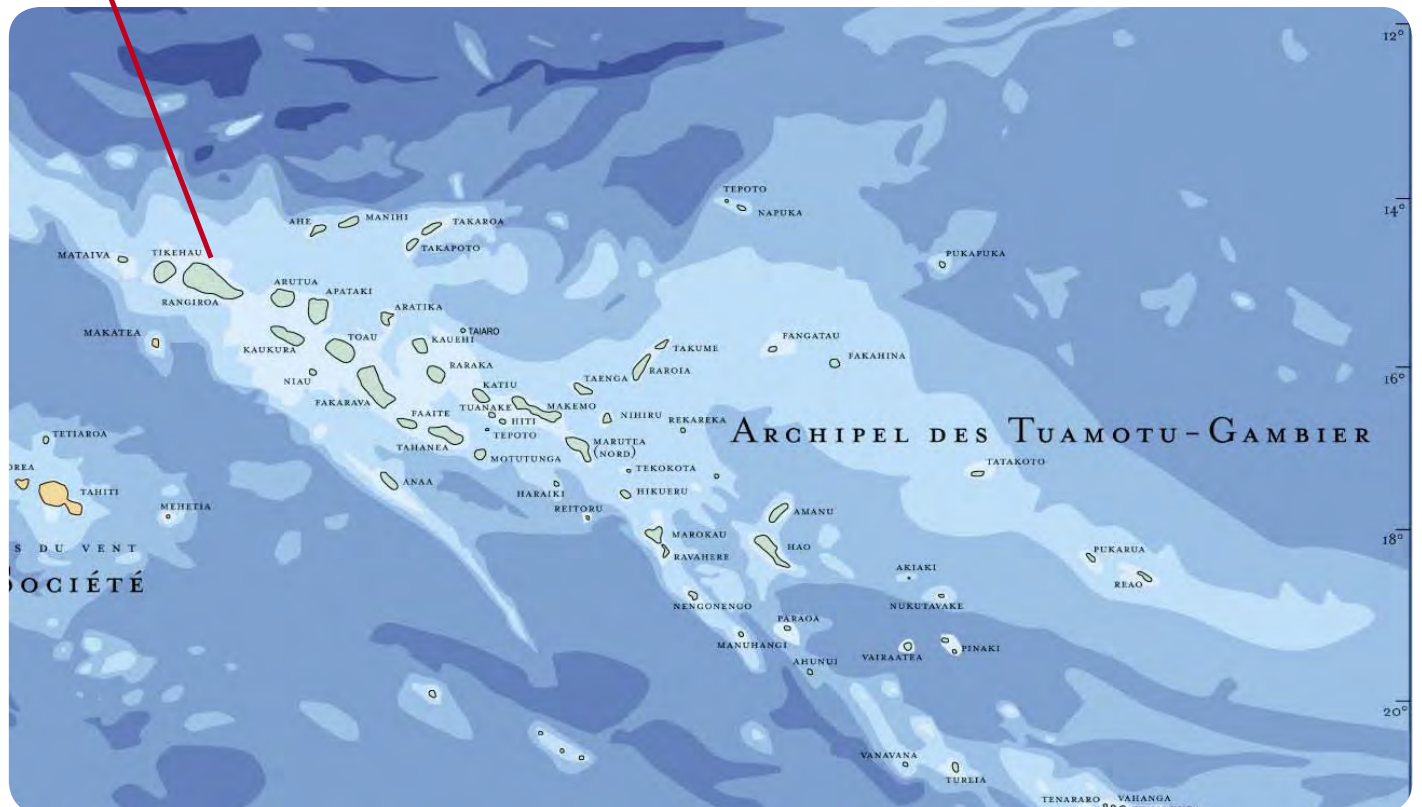 12°
TEPOTO
14°
NAPUKA
AHE
MANIHI
TAKAROA
TAKAPOTO
MATAIVA
TIKEHAU
PUKAPUKA
ARUTUA
APATAKI
RANGIROA
ARATIKA
MAKATEA
TAIARO
KAUKURA
TOAU
KAUEHI
FANGATAU
TAKUME
FAKAHINA
RARAKA
RAROIA
16°
NIAU
KATIU
TAENGA
FAKARAVA
TUANAKE
MAKEMO
FAAITE
HITI
NIHIRU
REKAREKA
TEPOTO
ARCHIPEL DES TUAMOTU-GAMBIER
TETIAROA
TAHANEA
MARUTEA
(NORD)
MOTUTUNGA
TATAKOTO
OREA
TEKOKOTA
TAHITI
ANAA
HARAIKI
HIKUERU
MEHETIA
REITORU
AMANU
S DU VENT
MAROKAU
HAO
18°
RAVAHERE
PUKARUA
SOCIÉTÉ
AKIAKI
REAO
NENGONENGO
NUKUTAVAKE
PARAOA
MANUHANGI
PINAKI
AHUNUI
VAIRAATEA
20°
VANAVANA
TUREIA
TENARARO
VAHANGA